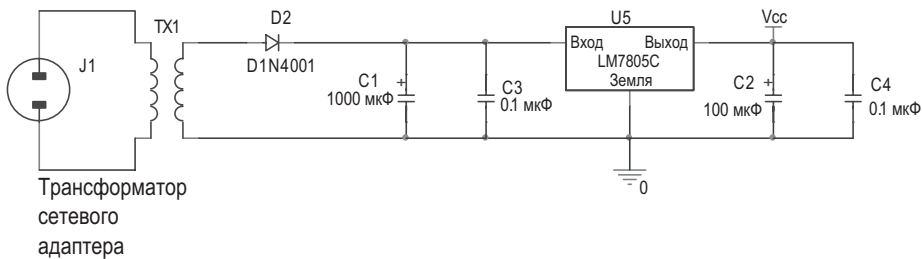 TX1
D2
U5
Vcc
J1
D1N4001
Вход
Выход
LM7805C
Земля
C1
1000 мкФ
+
C3
0.1 мкФ
C2
100 мкФ
+
C4
0.1 мкФ
0
Трансформатор
сетевого
адаптера